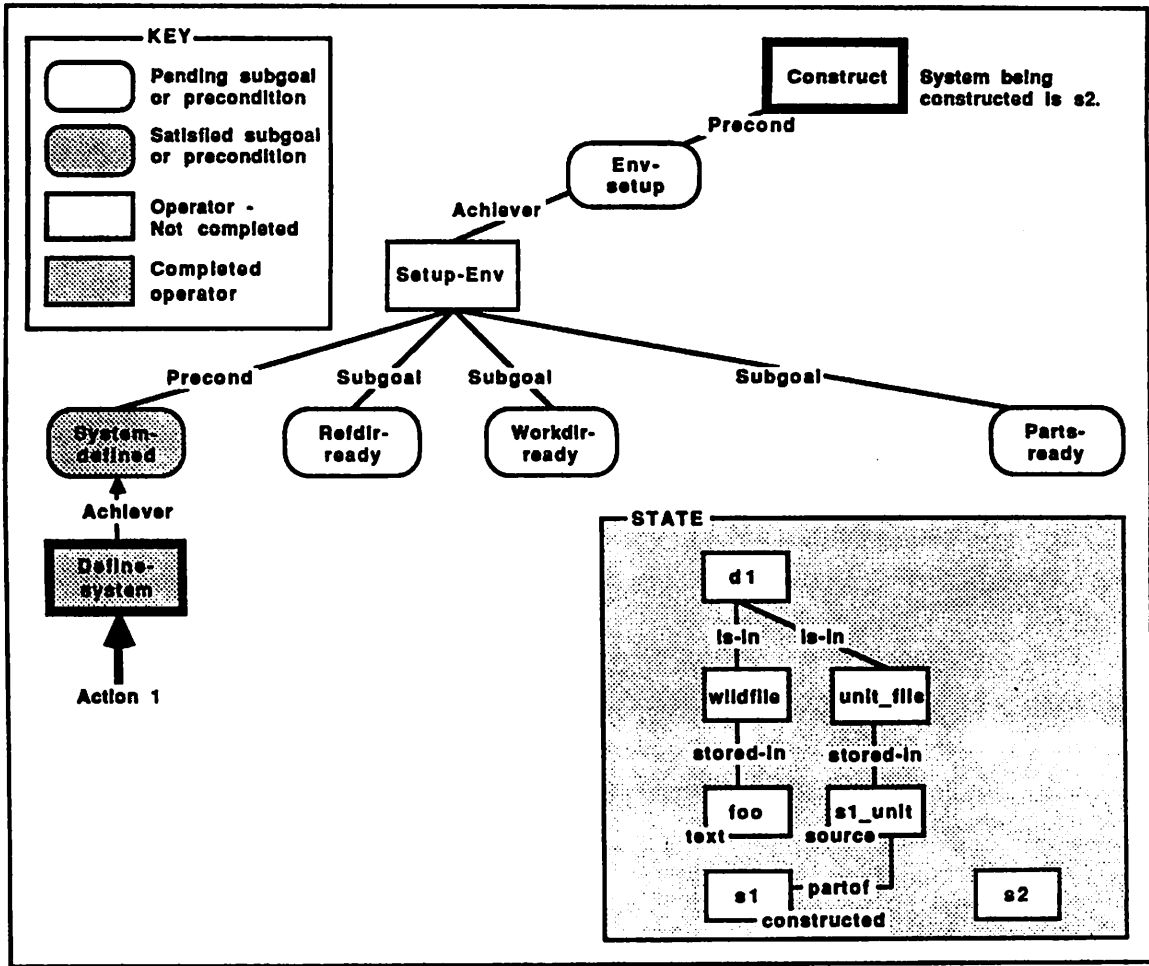 KEY
Pending subgoal
or precondition
Satisfied subgoal
or precondition
Operator -
Not completed
Completed
operator
Construct
System being
constructed is s2.
Precond
Env-
setup
Achiever
Setup-Env
Precond
Subgoal
Subgoal
Subgoal
System-
defined
Refdir-
ready
Workdir-
ready
Parts-
ready
Achiever
Define-
system
Action 1
STATE
d1
is-in
is-in
wildfile
unit_file
stored-in
stored-in
foo
s1_unit
text
source
s1
partof
s2
constructed